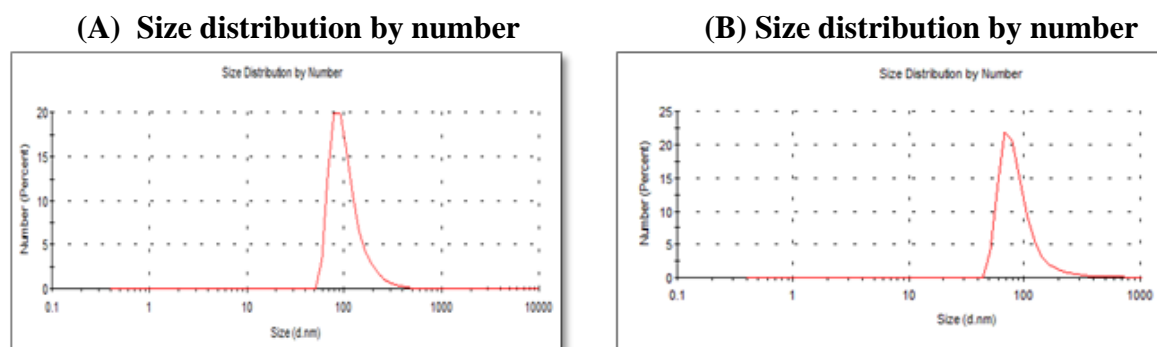 (A) Size distribution by number
Size Distribution by Number
Number (Percent)
20
15
10
5
0
0.1 1 10 100 1000 10000
Size (d.nm)
(B) Size distribution by number
Size Distribution by Number
Number (Percent)
25
20
15
10
5
0
0.1 1 10 100 1000
Size (d.nm)